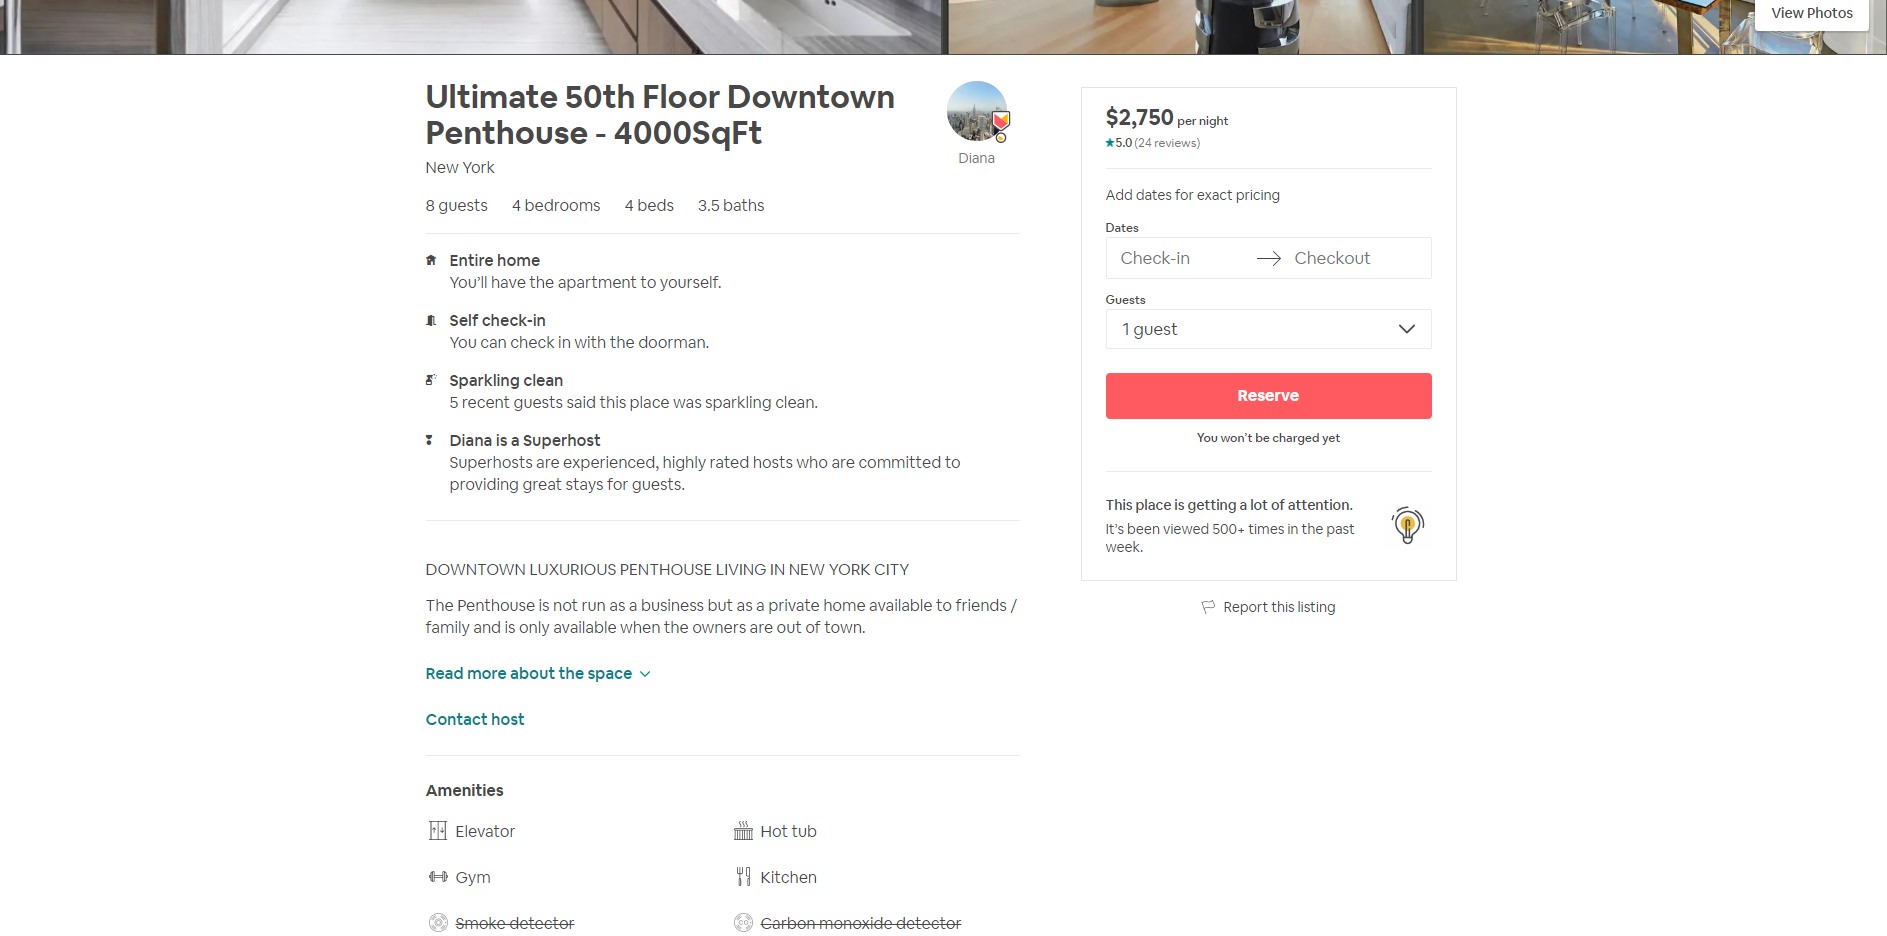 View Photos
Ultimate 50th Floor Downtown
Penthouse - 4000SqFt
Diana
New York
8 guests 4 bedrooms 4 beds 3.5 baths
Entire home
You'll have the apartment to yourself.
Self check-in
You can check in with the doorman.
Sparkling clean
5 recent guests said this place was sparkling clean.
Diana is a Superhost
Superhosts are experienced, highly rated hosts who are committed to
providing great stays for guests.
DOWNTOWN LUXURIOUS PENTHOUSE LIVING IN NEW YORK CITY
The Penthouse is not run as a business but as a private home available to friends /
family and is only available when the owners are out of town.
Read more about the space
Contact host
Amenities
Elevator
Hot tub
Gym
Kitchen
Smoke detector
Carbon monoxide detector
$2,750 per night
5.0 (24 reviews)
Add dates for exact pricing
Dates
Check-in → Checkout
Guests
1 guest
Reserve
You won't be charged yet
This place is getting a lot of attention.
It's been viewed 500+ times in the past
week.
Report this listing